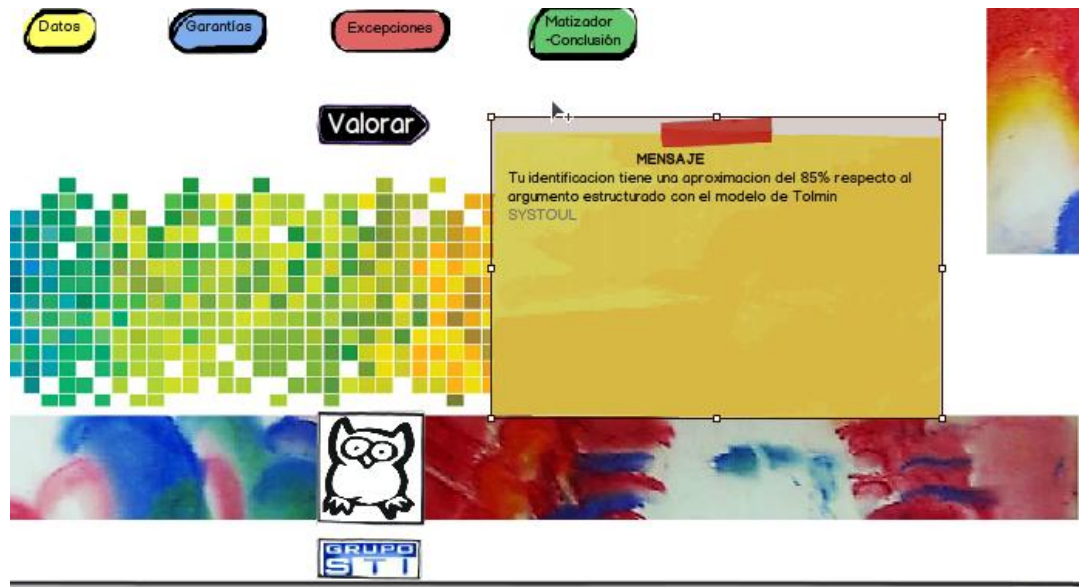 Datos
Garantías
Excepciones
Matizador
-Conclusión
Valorar
MENSAJE
Tu identificacion tiene una aproximacion del 85% respecto al
argumento estructurado con el modelo de Tolmin
SYSTOUL
GRUPO
STI